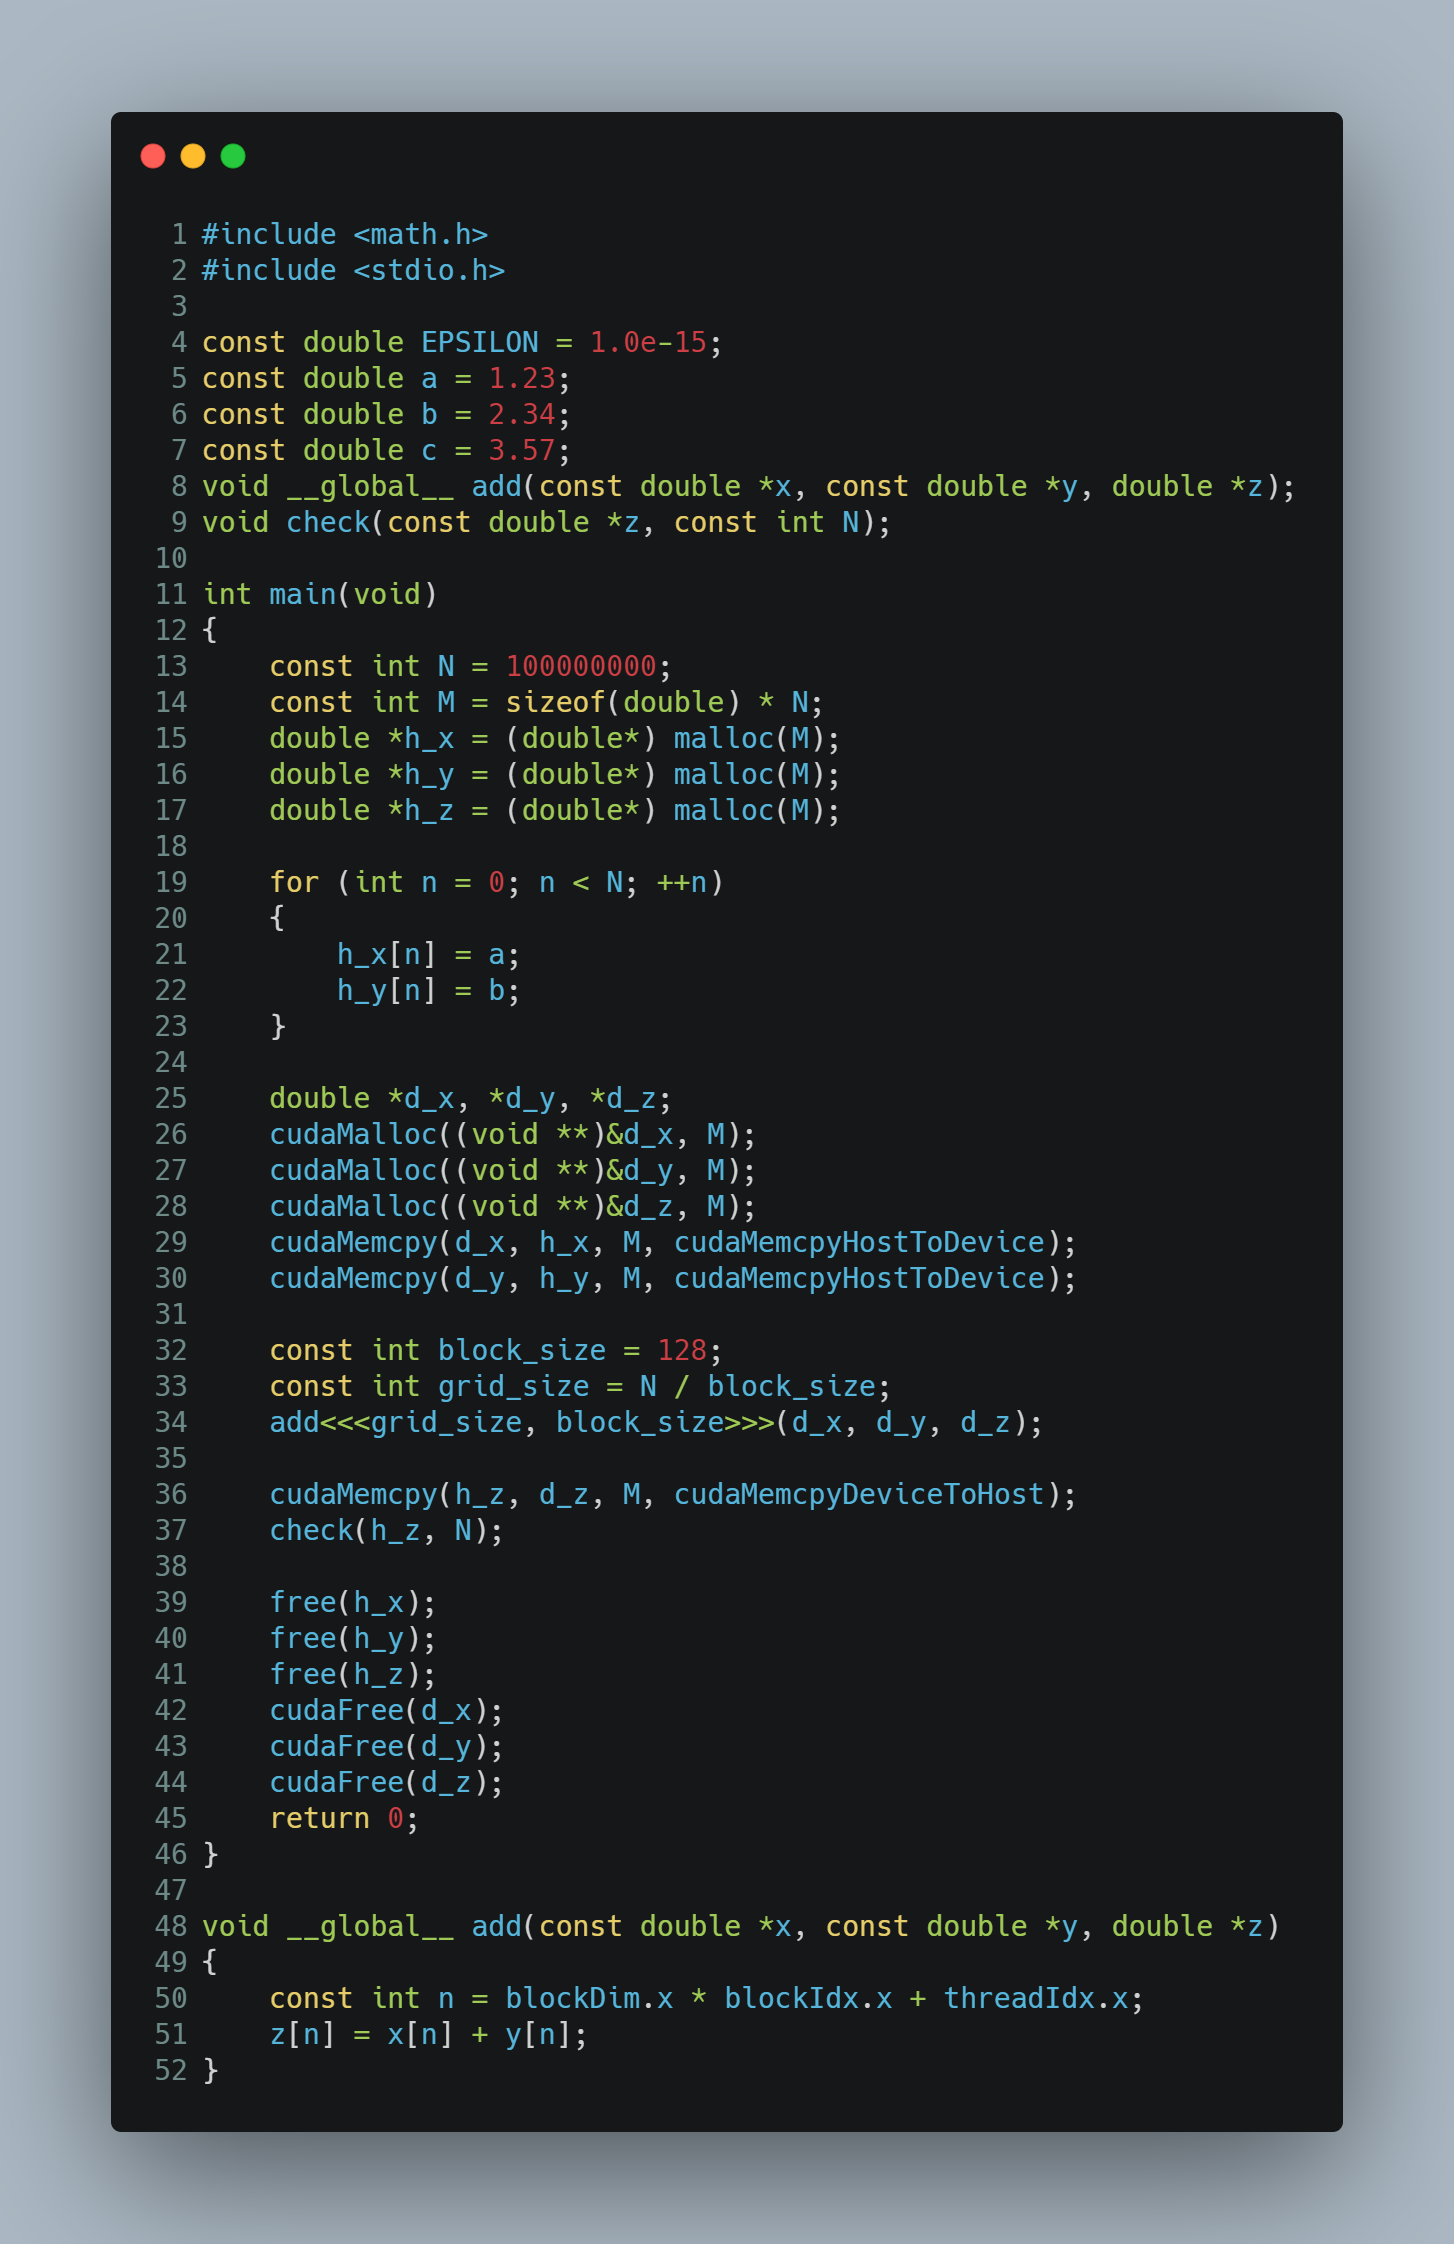 1 #include <math.h>
2 #include <stdio.h>
3
4 const double EPSILON = 1.0e-15;
5 const double a = 1.23;
6 const double b = 2.34;
7 const double c = 3.57;
8 void __global__ add(const double *x, const double *y, double *z);
9 void check(const double *z, const int N);
10
11 int main(void)
12 {
13     const int N = 100000000;
14     const int M = sizeof(double) * N;
15     double *h_x = (double*) malloc(M);
16     double *h_y = (double*) malloc(M);
17     double *h_z = (double*) malloc(M);
18
19     for (int n = 0; n < N; ++n)
20     {
21         h_x[n] = a;
22         h_y[n] = b;
23     }
24
25     double *d_x, *d_y, *d_z;
26     cudaMalloc((void **)&d_x, M);
27     cudaMalloc((void **)&d_y, M);
28     cudaMalloc((void **)&d_z, M);
29     cudaMemcpy(d_x, h_x, M, cudaMemcpyHostToDevice);
30     cudaMemcpy(d_y, h_y, M, cudaMemcpyHostToDevice);
31
32     const int block_size = 128;
33     const int grid_size = N / block_size;
34     add<<<grid_size, block_size>>>(d_x, d_y, d_z);
35
36     cudaMemcpy(h_z, d_z, M, cudaMemcpyDeviceToHost);
37     check(h_z, N);
38
39     free(h_x);
40     free(h_y);
41     free(h_z);
42     cudaFree(d_x);
43     cudaFree(d_y);
44     cudaFree(d_z);
45     return 0;
46 }
47
48 void __global__ add(const double *x, const double *y, double *z)
49 {
50     const int n = blockDim.x * blockIdx.x + threadIdx.x;
51     z[n] = x[n] + y[n];
52 }